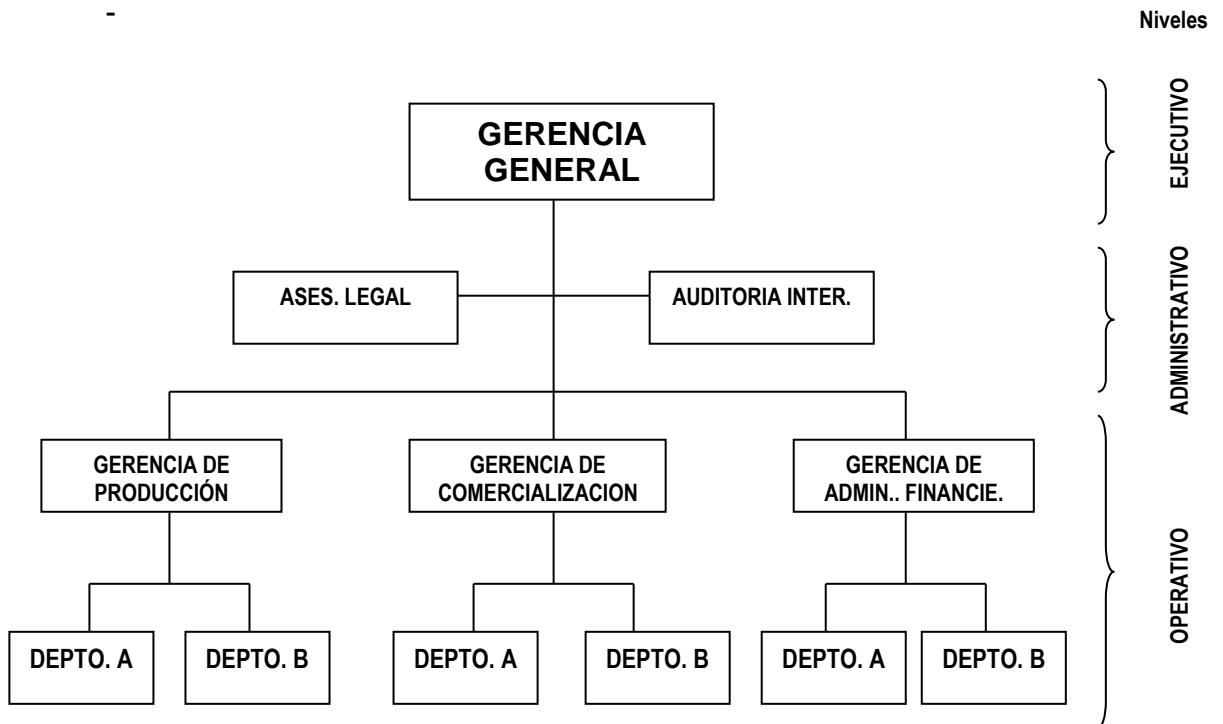 -
Niveles
GERENCIA
GENERAL
EJECUTIVO
ASES. LEGAL
AUDITORIA INTER.
ADMINISTRATIVO
GERENCIA DE
PRODUCCIÓN
GERENCIA DE
COMERCIALIZACION
GERENCIA DE
ADMIN.. FINANCIE.
OPERATIVO
DEPTO. A
DEPTO. B
DEPTO. A
DEPTO. B
DEPTO. A
DEPTO. B